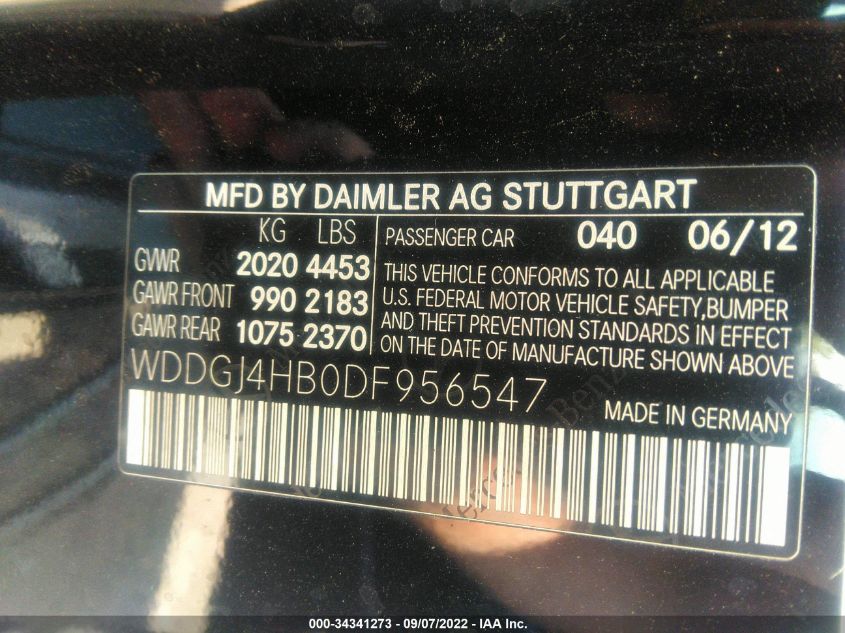 MFD BY DAIMLER AG STUTTGART
KG LBS
GVWR 2020 4453
GAWR FRONT 990 2183
GAWR REAR 1075 2370
PASSENGER CAR 040 06/12
THIS VEHICLE CONFORMS TO ALL APPLICABLE
U.S. FEDERAL MOTOR VEHICLE SAFETY,BUMPER
AND THEFT PREVENTION STANDARDS IN EFFECT
ON THE DATE OF MANUFACTURE SHOWN ABOVE
WDDGJ4HB0DF956547
MADE IN GERMANY
000-34341273 - 09/07/2022 - IAA Inc.